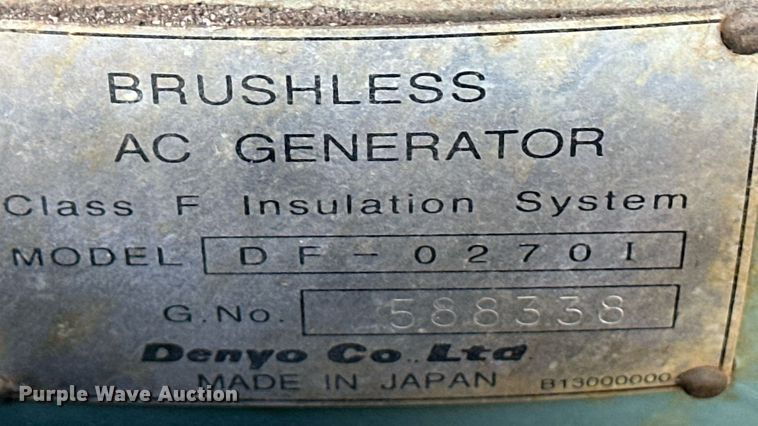 BRUSHLESS
AC GENERATOR
Class F Insulation System
MODEL DF-0270I
G.No. 588338
Denyo Co., Ltd.
MADE IN JAPAN B13000000
Purple Wave Auction